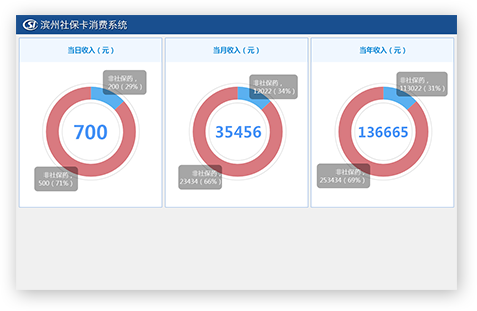 滨州社保卡消费系统
当日收入（元）
非社保药，
200（29%）
700
非社保药，
500（71%）
当月收入（元）
非社保药，
12022（34%）
35456
非社保药，
23434（66%）
当年收入（元）
非社保药，
113022（31%）
136665
非社保药，
253434（69%）